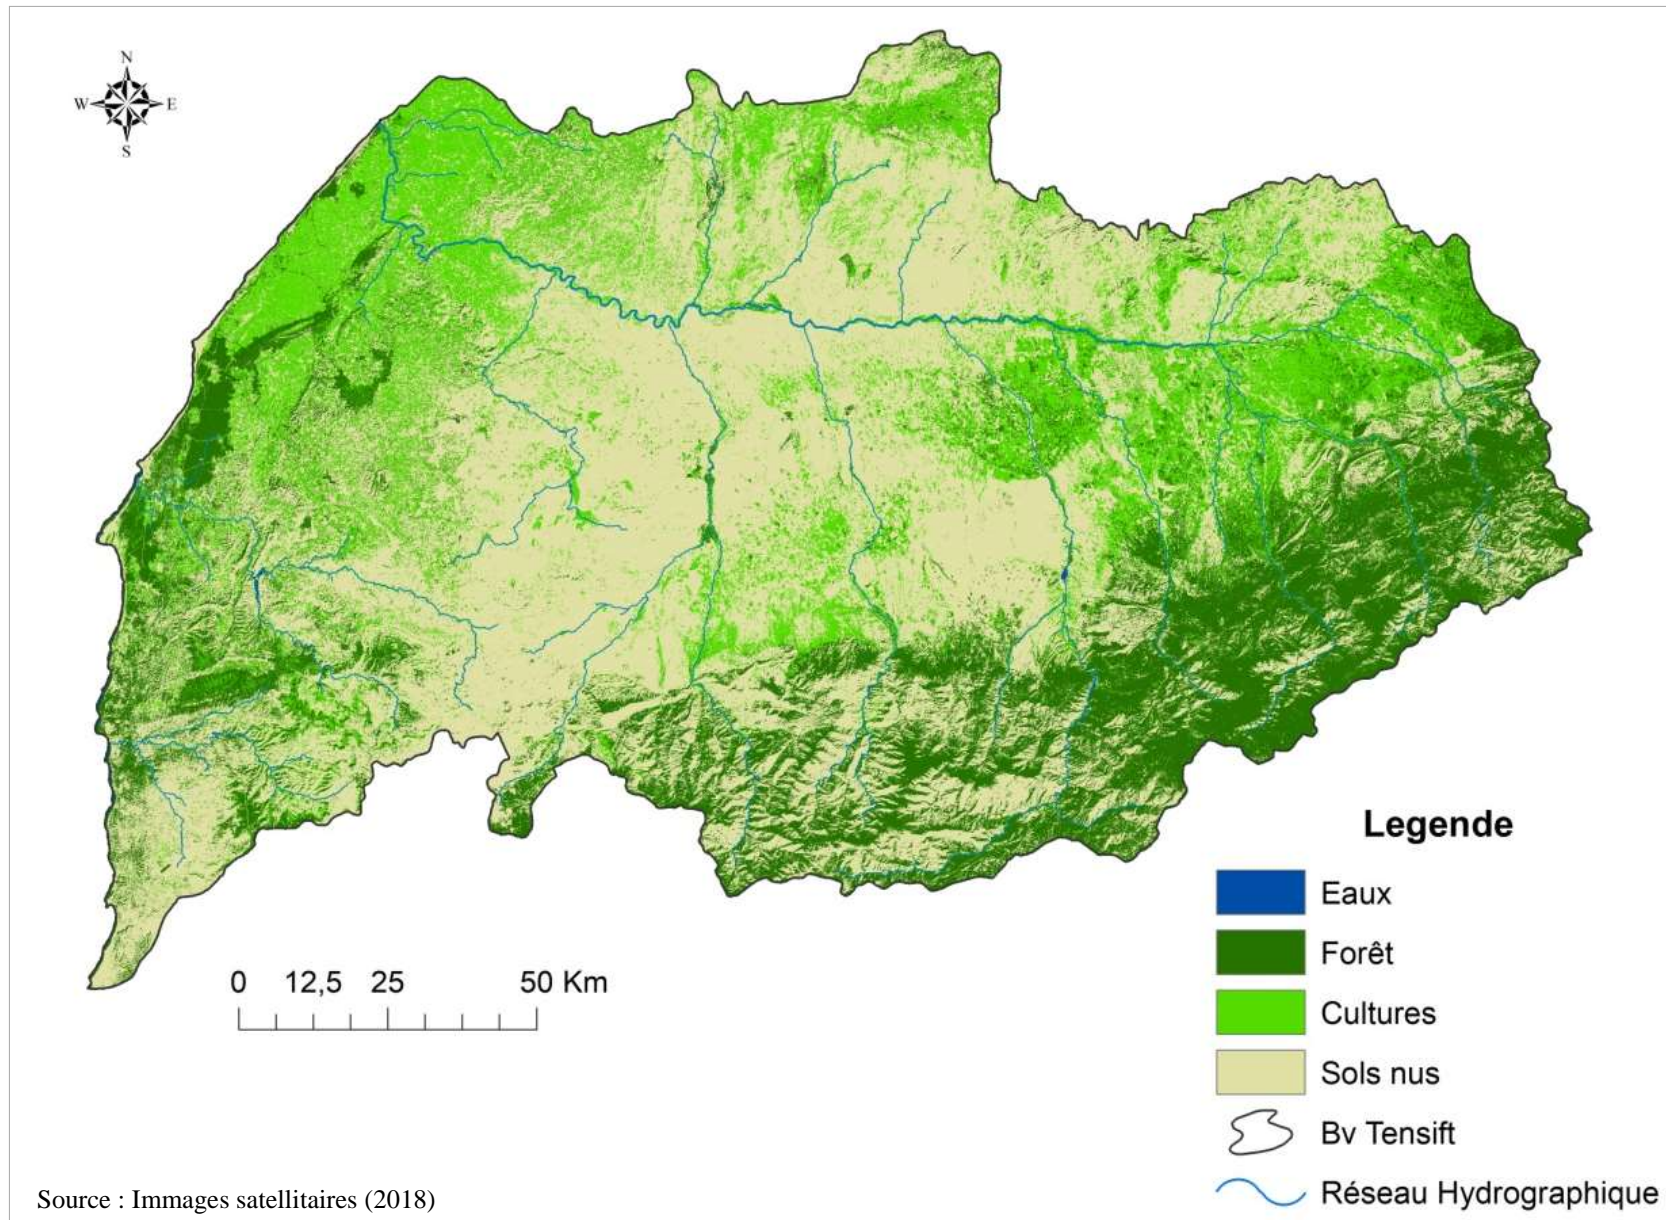 N
W E
S
Legende
Eaux
Forêt
Cultures
Sols nus
Bv Tensift
Réseau Hydrographique
0 12,5 25 50 Km
Source : Immages satellitaires (2018)